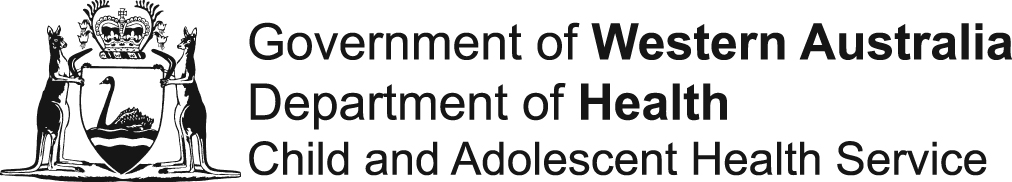 Government of Western Australia
Department of Health
Child and Adolescent Health Service